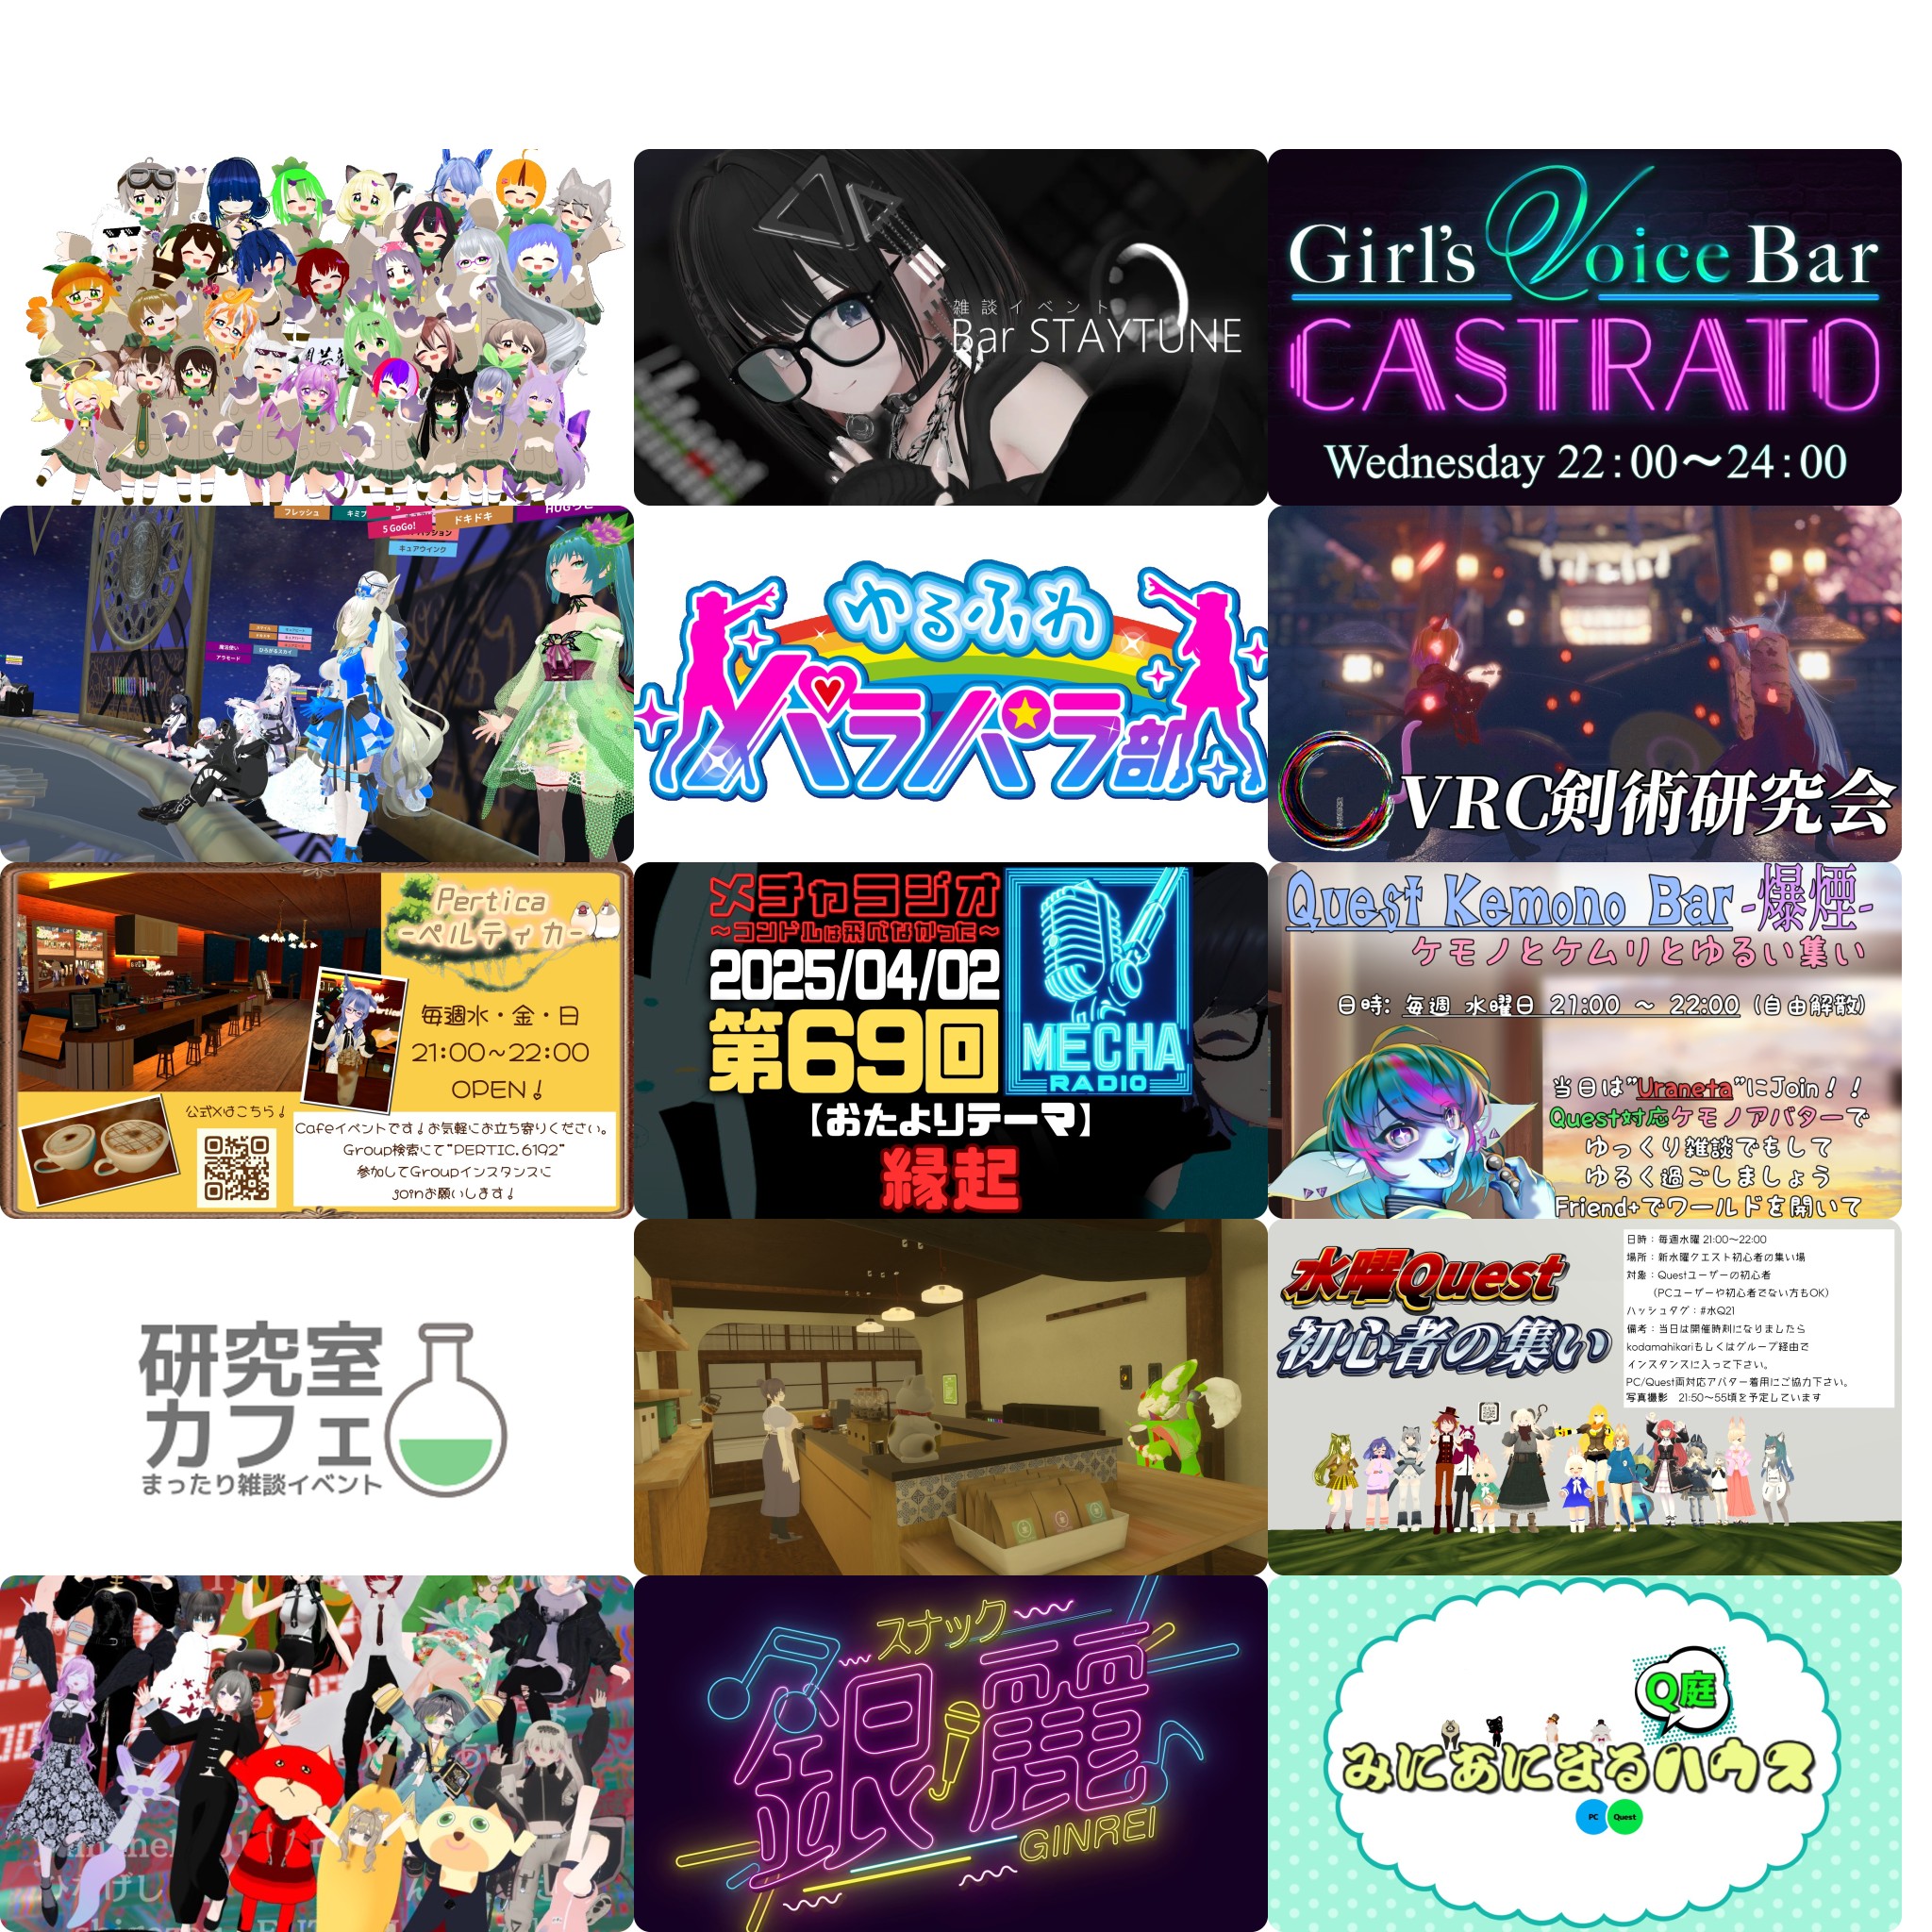 雑談イベント
Bar STAYTUNE
Girl's Voice Bar
CASTRATO
Wednesday 22:00〜24:00
フレッシュ
5 GoGo!
ドキドキ
キュアウインク
魔法使い
アラモード
ひろがるスカイ
ゆるふわ
パラパラ部
VRC剣術研究会
Pertica
-ペルティカ-
毎週水・金・日
21:00~22:00
OPEN!
公式Xはこちら!
Cafeイベントです!お気軽にお立ち寄りください。
Group検索にて"PERTIC.6192"
参加してGroupインスタンスに
joinお願いします!
メチャラジオ
~コンドルは飛べなかった~
2025/04/02
第69回
MECHA
RADIO
【おたよりテーマ】
縁起
Quest Kemono Bar-爆煙-
ケモノとケムリとゆるい集い
日時: 毎週 水曜日 21:00 ~ 22:00 (自由解散)
当日は"Uraneta"にJoin!!
Quest対応ケモノアバターで
ゆっくり雑談でもして
ゆるく過ごしましょう
Friend+でワールドを開いて
研究室
カフェ
まったり雑談イベント
水曜Quest
初心者の集い
日時:毎週水曜 21:00~22:00
場所:新水曜クエスト初心者の集い場
対象:Questユーザーの初心者
(PCユーザーや初心者でない方もOK)
ハッシュタグ:#水Q21
備考:当日は開催時刻になりましたら
kodamahikariもしくはグループ経由で
インスタンスに入って下さい。
PC/Quest両対応アバター着用にご協力下さい。
写真撮影 21:50~55頃を予定しています
スナック
銀麗
GINREI
Q庭
みにあにまるハウス
PC
Quest